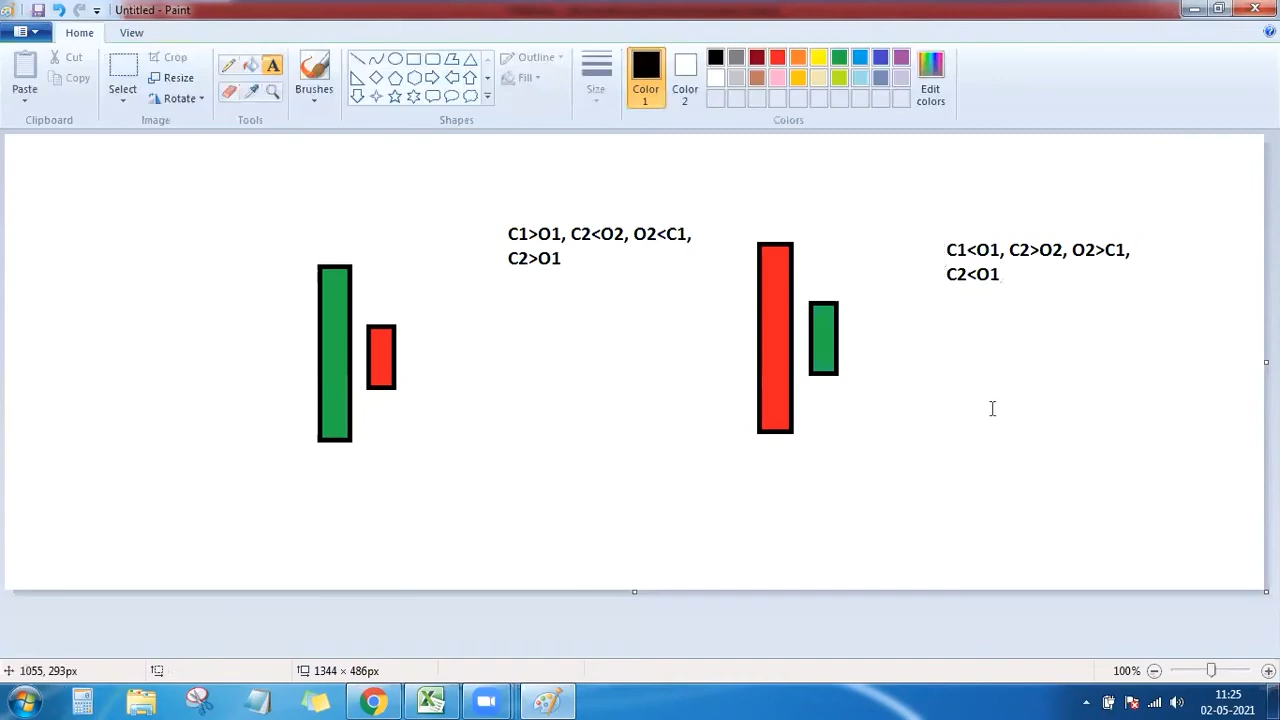 Untitled - Paint
Home
View
Paste
Cut
Copy
Clipboard
Select
Crop
Resize
Rotate
Image
Tools
Brushes
Shapes
Outline
Fill
Size
Color
1
Color
2
Edit
colors
Colors
C1>O1, C2<O2, O2<C1,
C2>O1
C1<O1, C2>O2, O2>C1,
C2<O1
1055, 293px
1344 × 486px
100%
11:25
02-05-2021